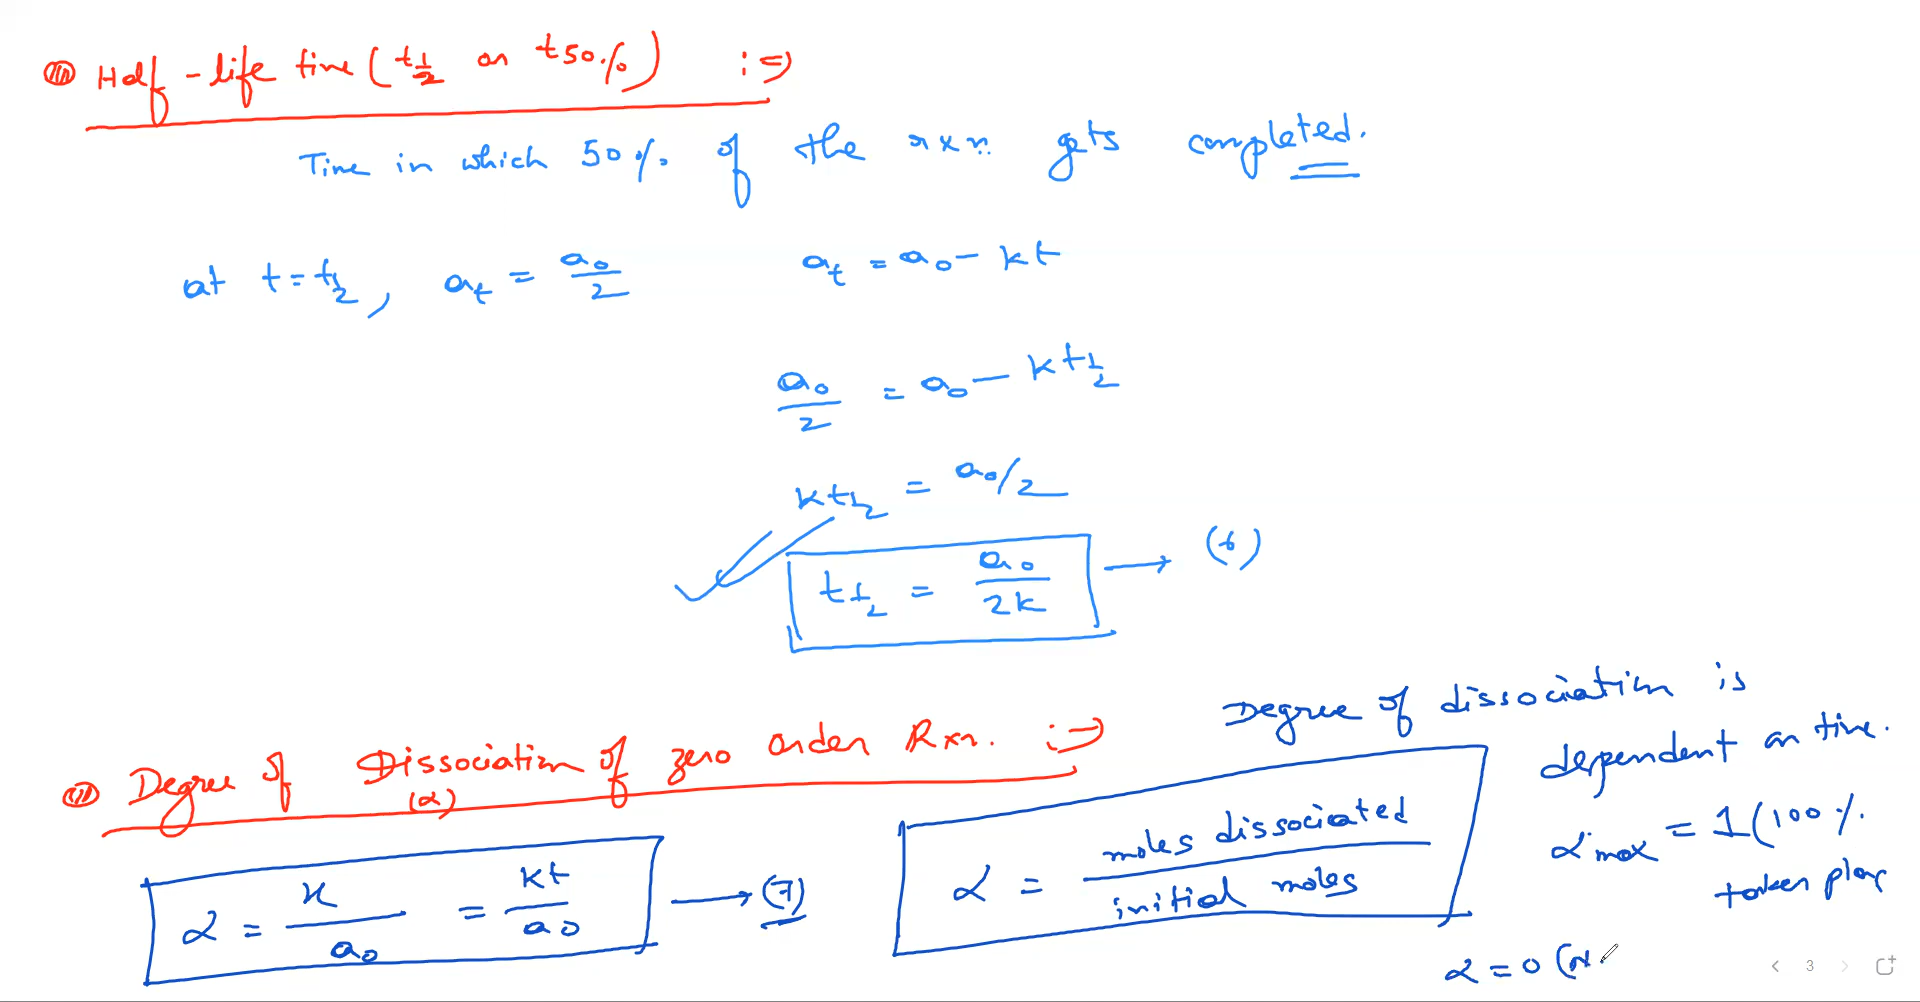 (iii) Half-life time (t½ or t50%) :⇒
Time in which 50% of the rxn. gets completed.
at t = t½, at = a0/2 at = a0 - kt
a0/2 = a0 - kt½
kt½ = a0/2
t½ = a0/2k → (6)
Degree of dissociation is
dependent on time.
(iv) Degree of Dissociation of zero order Rxn. :⇒
(α)
α = x/a0 = kt/a0 → (7)
α = moles dissociated / initial moles
αmax = 1 (100%
taken place
α = 0 (
3